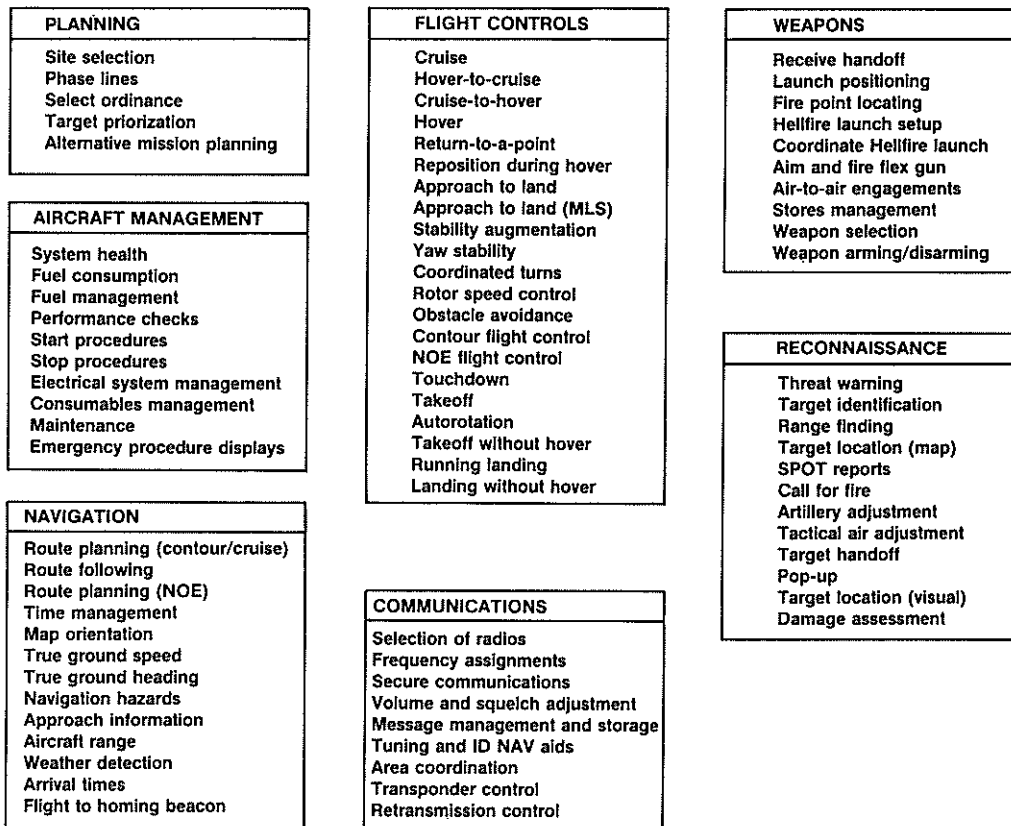 PLANNING
Site selection
Phase lines
Select ordinance
Target priorization
Alternative mission planning
AIRCRAFT MANAGEMENT
System health
Fuel consumption
Fuel management
Performance checks
Start procedures
Stop procedures
Electrical system management
Consumables management
Maintenance
Emergency procedure displays
NAVIGATION
Route planning (contour/cruise)
Route following
Route planning (NOE)
Time management
Map orientation
True ground speed
True ground heading
Navigation hazards
Approach information
Aircraft range
Weather detection
Arrival times
Flight to homing beacon
FLIGHT CONTROLS
Cruise
Hover-to-cruise
Cruise-to-hover
Hover
Return-to-a-point
Reposition during hover
Approach to land
Approach to land (MLS)
Stability augmentation
Yaw stability
Coordinated turns
Rotor speed control
Obstacle avoidance
Contour flight control
NOE flight control
Touchdown
Takeoff
Autorotation
Takeoff without hover
Running landing
Landing without hover
COMMUNICATIONS
Selection of radios
Frequency assignments
Secure communications
Volume and squelch adjustment
Message management and storage
Tuning and ID NAV aids
Area coordination
Transponder control
Retransmission control
WEAPONS
Receive handoff
Launch positioning
Fire point locating
Hellfire launch setup
Coordinate Hellfire launch
Aim and fire flex gun
Air-to-air engagements
Stores management
Weapon selection
Weapon arming/disarming
RECONNAISSANCE
Threat warning
Target identification
Range finding
Target location (map)
SPOT reports
Call for fire
Artillery adjustment
Tactical air adjustment
Target handoff
Pop-up
Target location (visual)
Damage assessment